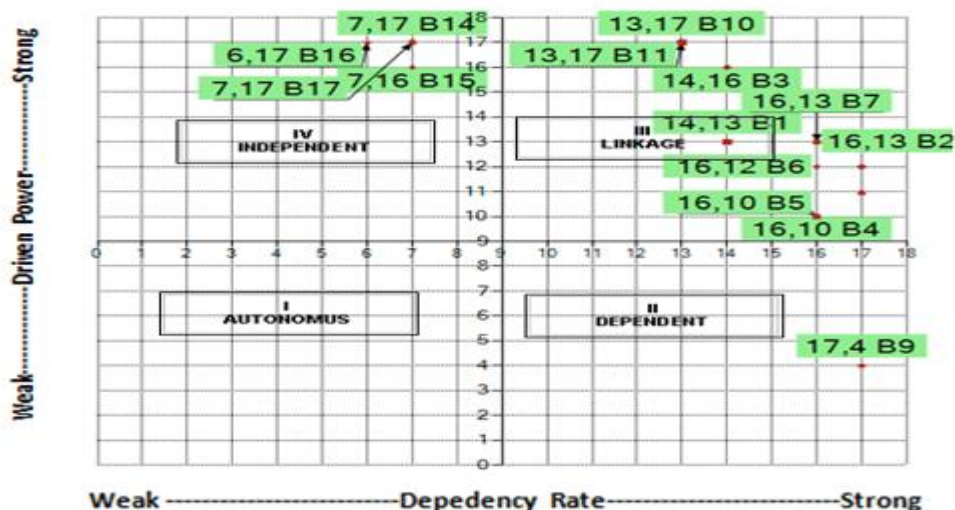 18
7,17 B14
13,17 B10
17
6,17 B16
13,17 B11
16
7,16 B15
14,16 B3
7,17 B17
15
16,13 B7
14
14,13 B1
IV
INDEPENDENT
III
LINKAGE
13
16,13 B2
12
16,12 B6
11
16,10 B5
10
16,10 B4
9
0 1 2 3 4 5 6 7 8 9 10 11 12 13 14 15 16 17 18
8
7
I
AUTONOMUS
II
DEPENDENT
6
5
17,4 B9
4
3
2
1
0
Weak------------Driven Power----------Strong
Weak --------------------------Depedency Rate--------------------------Strong